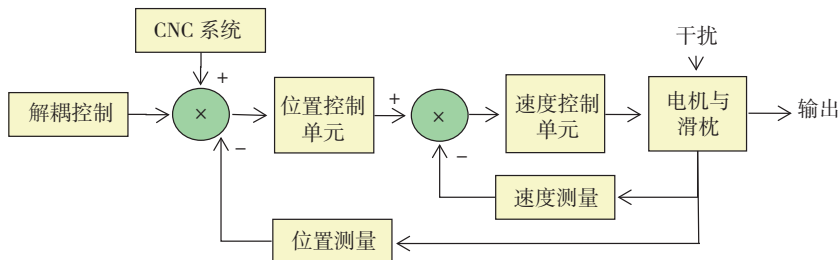 CNC 系统
干扰
+
解耦控制
×
位置控制
单元
+
×
速度控制
单元
电机与
滑枕
输出
−
−
速度测量
位置测量